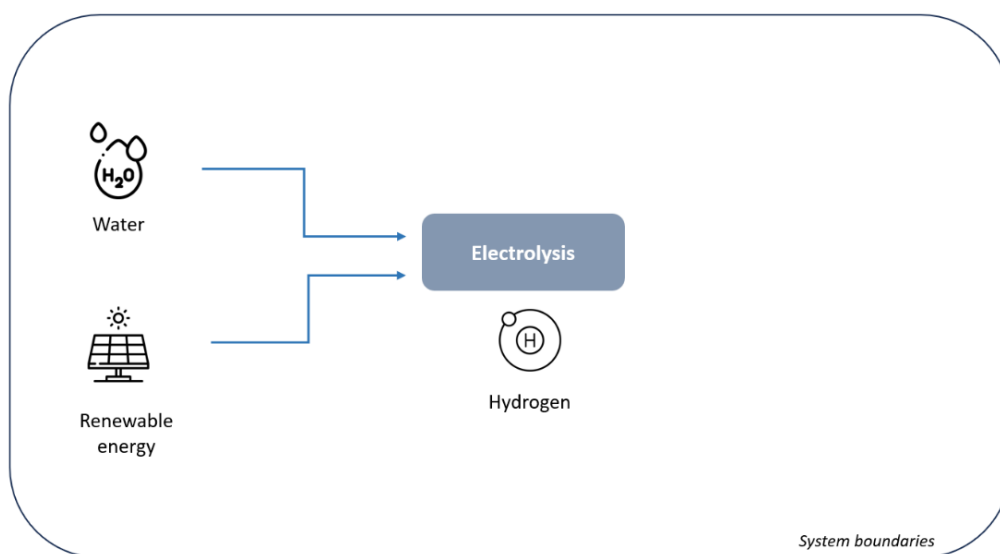 H₂O
Water
Electrolysis
H
Hydrogen
Renewable
energy
System boundaries